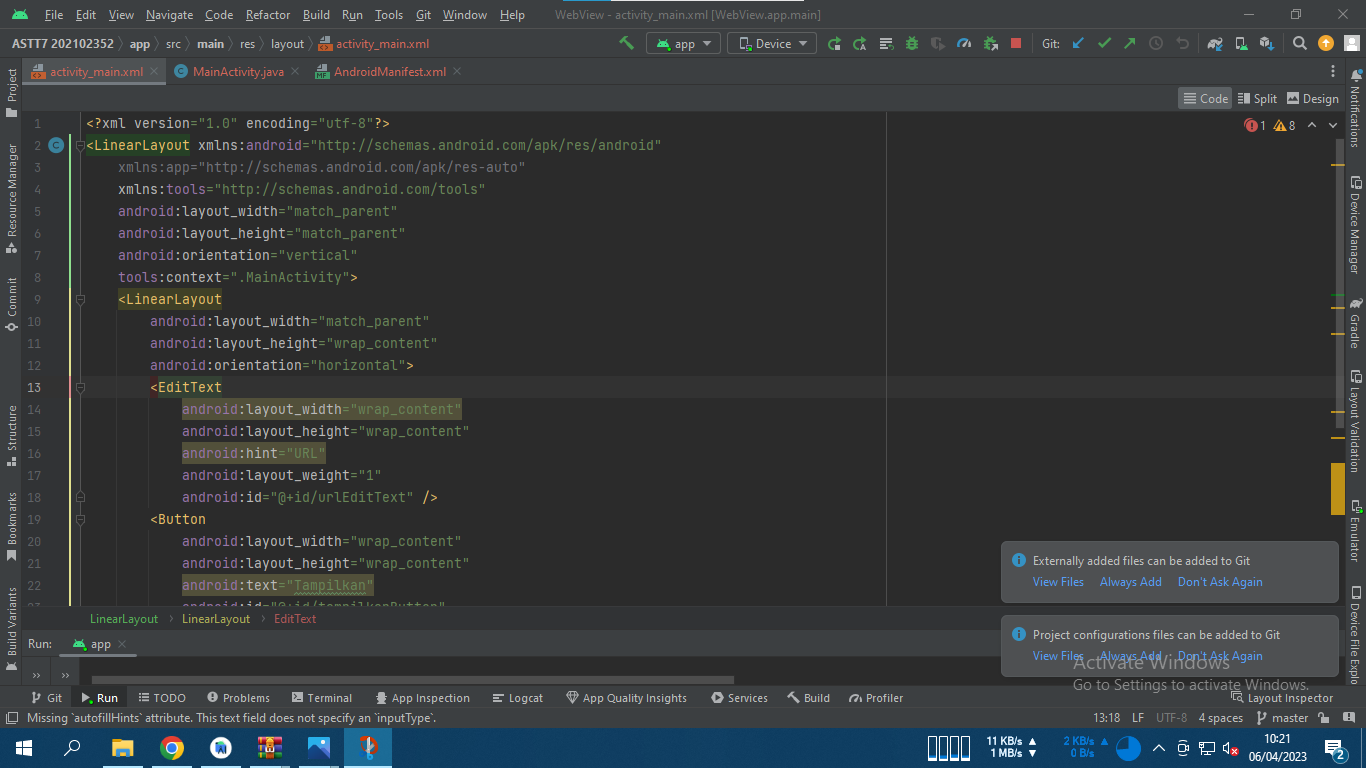 File Edit View Navigate Code Refactor Build Run Tools Git Window Help WebView - activity_main.xml [WebView.app.main]
ASTT7 202102352 app src main res layout activity_main.xml app Device Git:
activity_main.xml MainActivity.java AndroidManifest.xml
Code Split Design
1 <?xml version="1.0" encoding="utf-8"?>
1 8
2 <LinearLayout xmlns:android="http://schemas.android.com/apk/res/android"
3 xmlns:app="http://schemas.android.com/apk/res-auto"
4 xmlns:tools="http://schemas.android.com/tools"
5 android:layout_width="match_parent"
6 android:layout_height="match_parent"
7 android:orientation="vertical"
8 tools:context=".MainActivity">
9 <LinearLayout
10 android:layout_width="match_parent"
11 android:layout_height="wrap_content"
12 android:orientation="horizontal">
13 <EditText
14 android:layout_width="wrap_content"
15 android:layout_height="wrap_content"
16 android:hint="URL"
17 android:layout_weight="1"
18 android:id="@+id/urlEditText" />
19 <Button
20 android:layout_width="wrap_content"
21 android:layout_height="wrap_content"
22 android:text="Tampilkan"
23 android:id="@+id/tampilkanButton"
LinearLayout LinearLayout EditText
Project
Resource Manager
Commit
Structure
Bookmarks
Build Variants
Notifications
Device Manager
Gradle
Layout Validation
Emulator
Device File Explo
Externally added files can be added to Git
View Files Always Add Don't Ask Again
Project configurations files can be added to Git
View Files Always Add Don't Ask Again
Activate Windows
Go to Settings to activate Windows.
Run: app
Git Run TODO Problems Terminal App Inspection Logcat App Quality Insights Services Build Profiler Layout Inspector
Missing `autofillHints` attribute. This text field does not specify an `inputType`. 13:18 LF UTF-8 4 spaces master
11 KB/s
1 MB/s
2 KB/s
0 B/s
10:21
06/04/2023
2